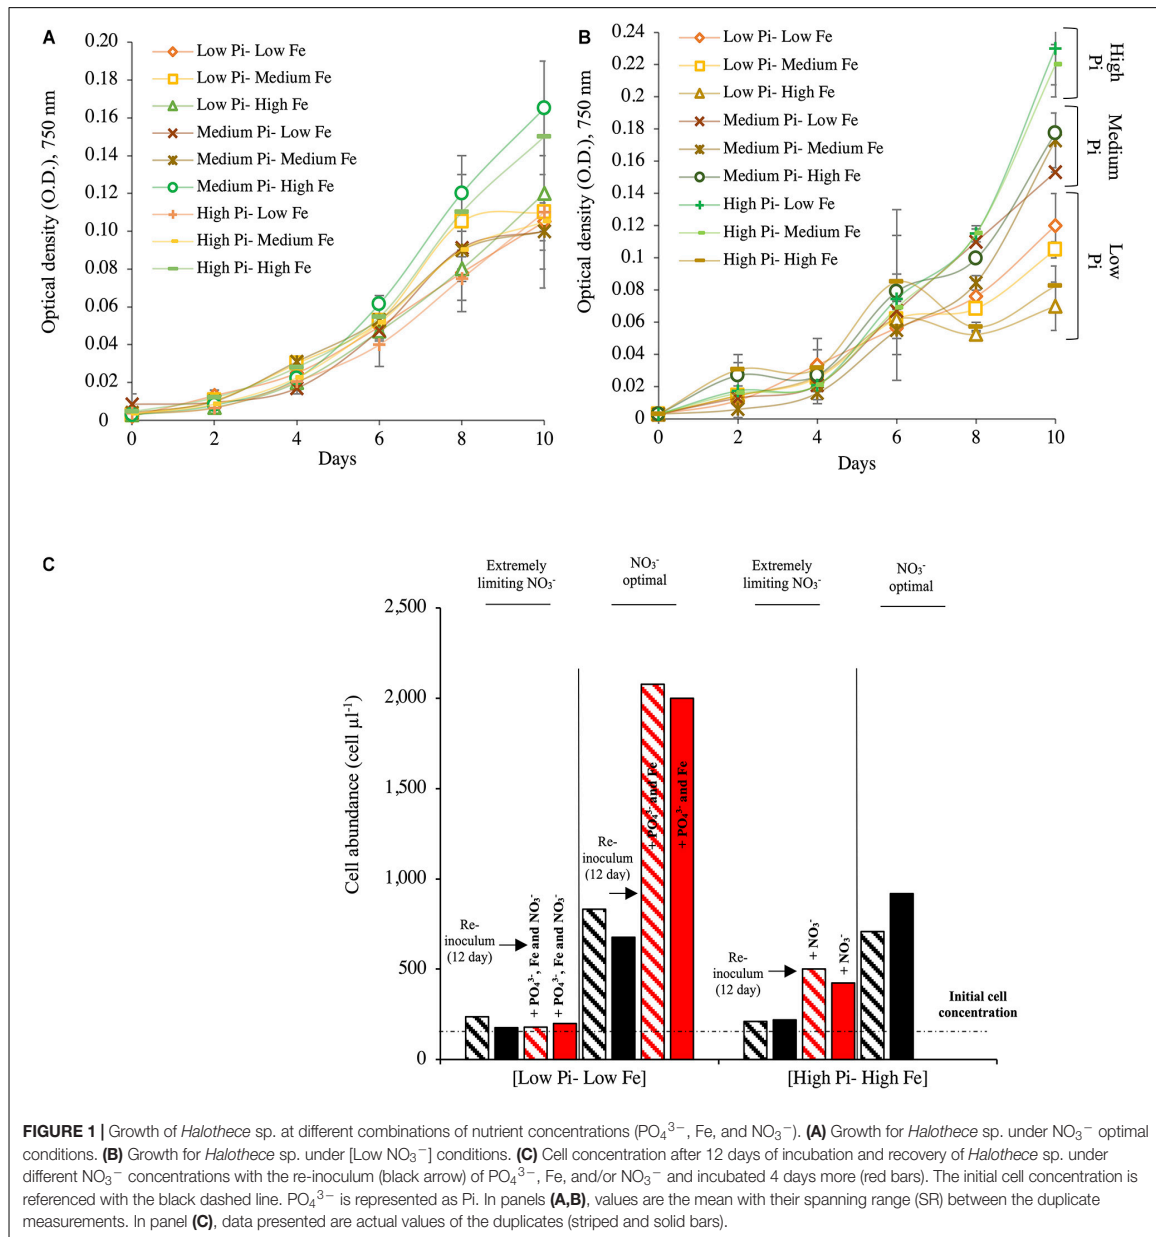 A
Optical density (O.D.), 750 nm
0.20
0.18
0.16
0.14
0.12
0.10
0.08
0.06
0.04
0.02
0
Low Pi- Low Fe
Low Pi- Medium Fe
Low Pi- High Fe
Medium Pi- Low Fe
Medium Pi- Medium Fe
Medium Pi- High Fe
High Pi- Low Fe
High Pi- Medium Fe
High Pi- High Fe
0 2 4 6 8 10
Days
B
Optical density (O.D.), 750 nm
0.24
0.22
0.2
0.18
0.16
0.14
0.12
0.1
0.08
0.06
0.04
0.02
0
Low Pi- Low Fe
Low Pi- Medium Fe
Low Pi- High Fe
Medium Pi- Low Fe
Medium Pi- Medium Fe
Medium Pi- High Fe
High Pi- Low Fe
High Pi- Medium Fe
High Pi- High Fe
0 2 4 6 8 10
Days
High
Pi
Medium
Pi
Low
Pi
C
Extremely
limiting NO₃⁻
NO₃⁻
optimal
Extremely
limiting NO₃⁻
NO₃⁻
optimal
Cell abundance (cell µl⁻¹)
2,500
2,000
1,500
1,000
500
0
Re-
inoculum
(12 day)
+ PO₄³⁻, Fe and NO₃⁻
+ PO₄³⁻, Fe and NO₃⁻
Re-
inoculum
(12 day)
+ PO₄³⁻ and Fe
+ PO₄³⁻ and Fe
Re-
inoculum
(12 day)
+ NO₃⁻
+ NO₃⁻
Initial cell
concentration
[Low Pi- Low Fe]
[High Pi- High Fe]
FIGURE 1 | Growth of Halothece sp. at different combinations of nutrient concentrations (PO₄³⁻, Fe, and NO₃⁻). (A) Growth for Halothece sp. under NO₃⁻ optimal
conditions. (B) Growth for Halothece sp. under [Low NO₃⁻] conditions. (C) Cell concentration after 12 days of incubation and recovery of Halothece sp. under
different NO₃⁻ concentrations with the re-inoculum (black arrow) of PO₄³⁻, Fe, and/or NO₃⁻ and incubated 4 days more (red bars). The initial cell concentration is
referenced with the black dashed line. PO₄³⁻ is represented as Pi. In panels (A,B), values are the mean with their spanning range (SR) between the duplicate
measurements. In panel (C), data presented are actual values of the duplicates (striped and solid bars).